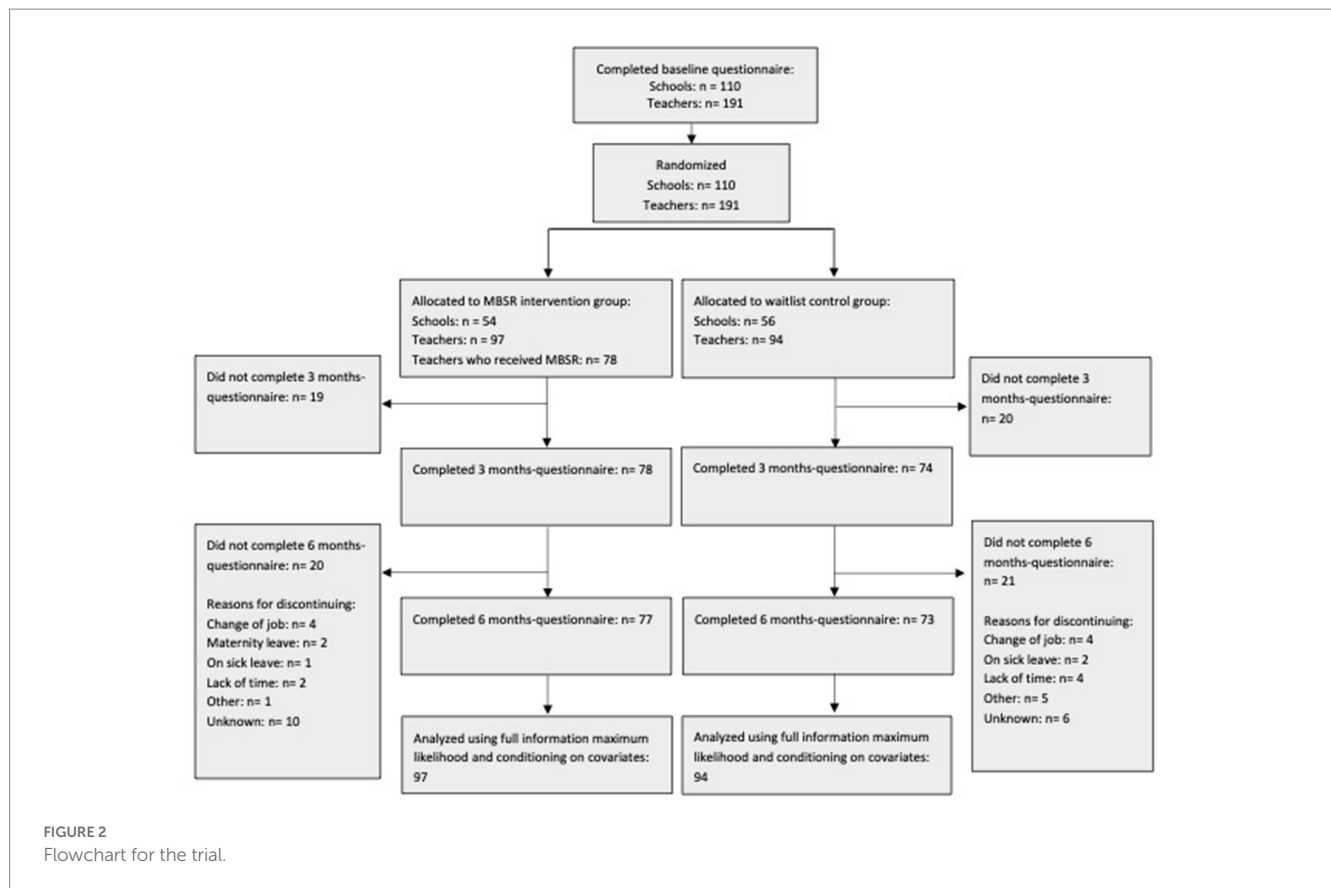 Completed baseline questionnaire:
Schools: n = 110
Teachers: n= 191
Randomized
Schools: n= 110
Teachers: n= 191
Allocated to MBSR intervention group:
Schools: n = 54
Teachers: n = 97
Teachers who received MBSR: n= 78
Allocated to waitlist control group:
Schools: n= 56
Teachers: n= 94
Did not complete 3 months-
questionnaire: n= 19
Did not complete 3
months-questionnaire:
n= 20
Completed 3 months-questionnaire: n= 78
Completed 3 months-questionnaire: n= 74
Did not complete 6 months-
questionnaire: n= 20
Reasons for discontinuing:
Change of job: n= 4
Maternity leave: n= 2
On sick leave: n= 1
Lack of time: n= 2
Other: n= 1
Unknown: n= 10
Did not complete 6
months-questionnaire:
n= 21
Reasons for discontinuing:
Change of job: n= 4
On sick leave: n= 2
Lack of time: n= 4
Other: n= 5
Unknown: n= 6
Completed 6 months-questionnaire: n= 77
Completed 6 months-questionnaire: n= 73
Analyzed using full information maximum
likelihood and conditioning on covariates:
97
Analyzed using full information maximum
likelihood and conditioning on covariates:
94
FIGURE 2
Flowchart for the trial.